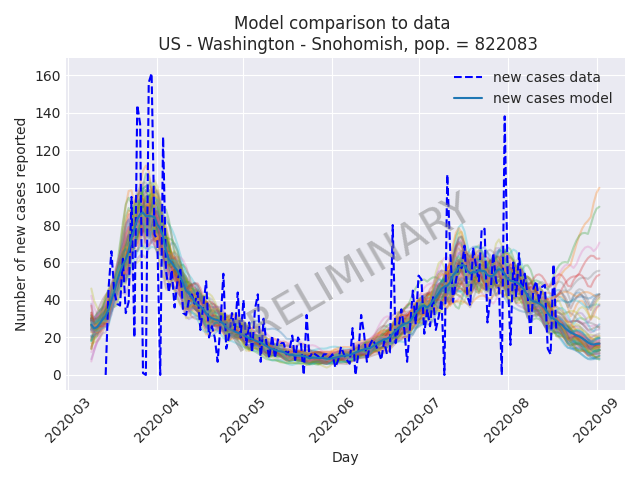 Model comparison to data
US - Washington - Snohomish, pop. = 822083
new cases data
new cases model
PRELIMINARY
Number of new cases reported
160
140
120
100
80
60
40
20
0
2020-03
2020-04
2020-05
2020-06
2020-07
2020-08
2020-09
Day